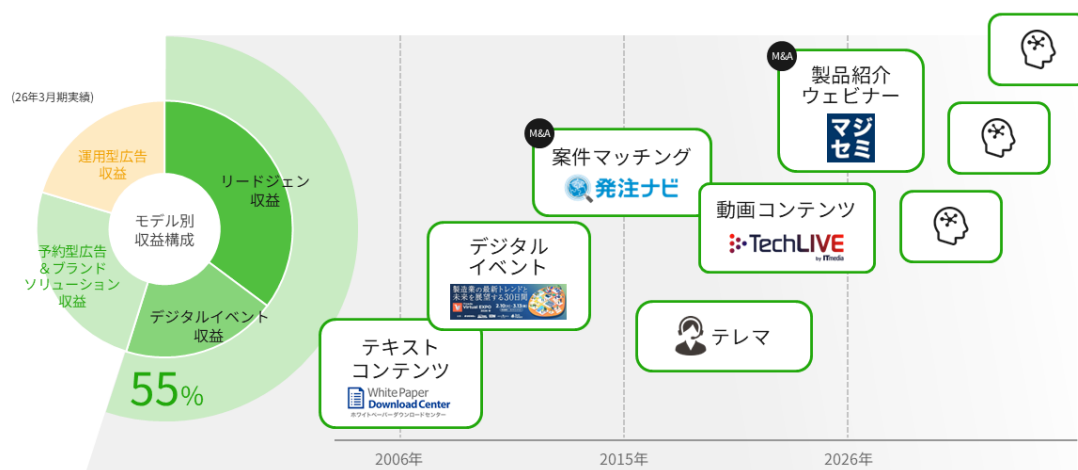 (26年3月期実績)
運用型広告
収益
リードジェン
収益
モデル別
収益構成
予約型広告
&ブランド
ソリューション
収益
デジタルイベント
収益
55%
テキスト
コンテンツ
White Paper
Download Center
ホワイトペーパーダウンロードセンター
デジタル
イベント
製造業の最新トレンドと
未来を展望する30日間
Virtual EXPO
M&A
案件マッチング
発注ナビ
動画コンテンツ
TechLIVE
by ITmedia
テレマ
M&A
製品紹介
ウェビナー
マジ
セミ
2006年
2015年
2026年